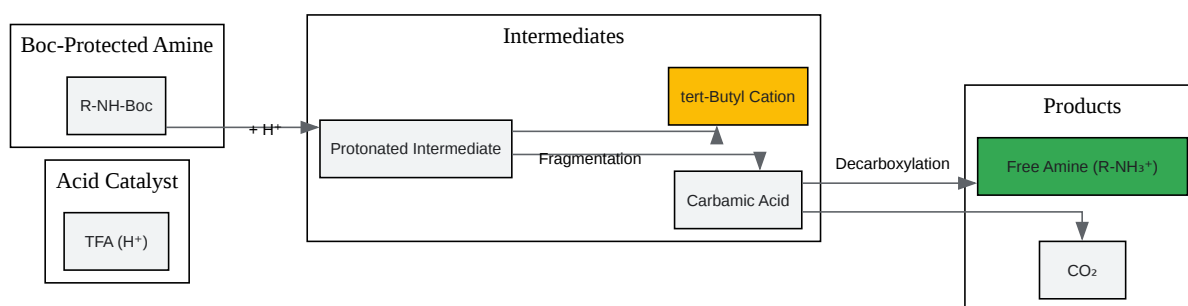 Boc-Protected Amine
R-NH-Boc
+ H⁺
Acid Catalyst
TFA (H⁺)
Intermediates
tert-Butyl Cation
Protonated Intermediate
Fragmentation
Carbamic Acid
Decarboxylation
Products
Free Amine (R-NH₃⁺)
CO₂